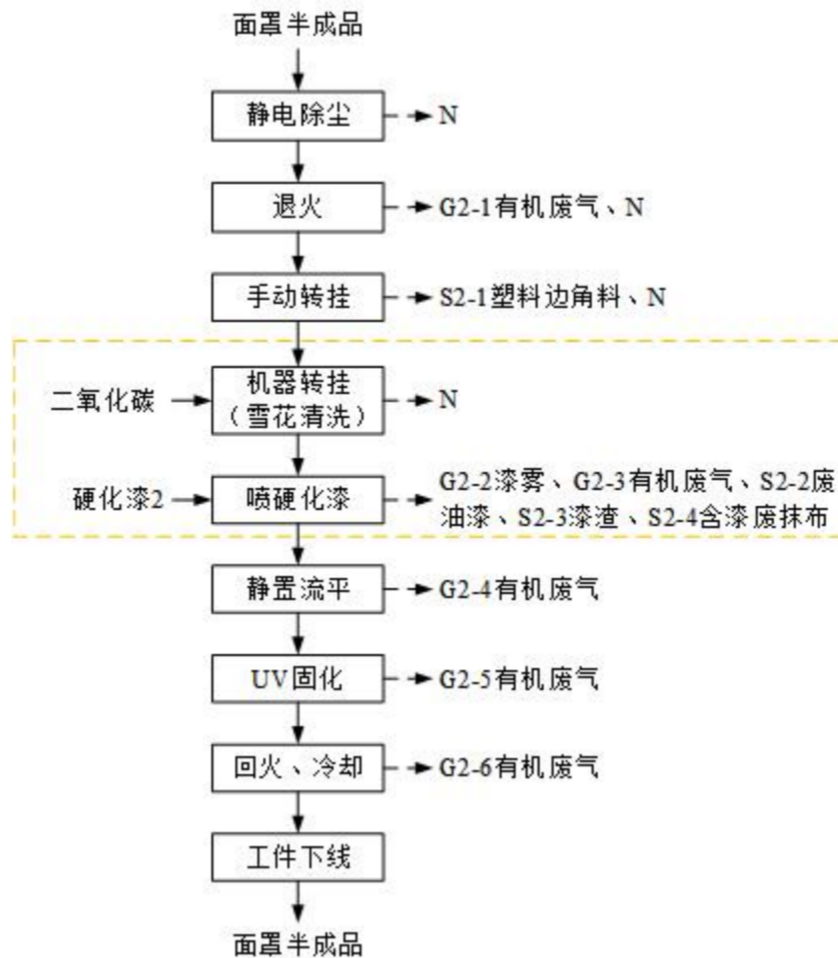 面罩半成品
静电除尘
N
退火
G2-1有机废气、N
手动转挂
S2-1塑料边角料、N
二氧化碳
机器转挂
（雪花清洗）
N
硬化漆2
喷硬化漆
G2-2漆雾、G2-3有机废气、S2-2废
油漆、S2-3漆渣、S2-4含漆废抹布
静置流平
G2-4有机废气
UV固化
G2-5有机废气
回火、冷却
G2-6有机废气
工件下线
面罩半成品